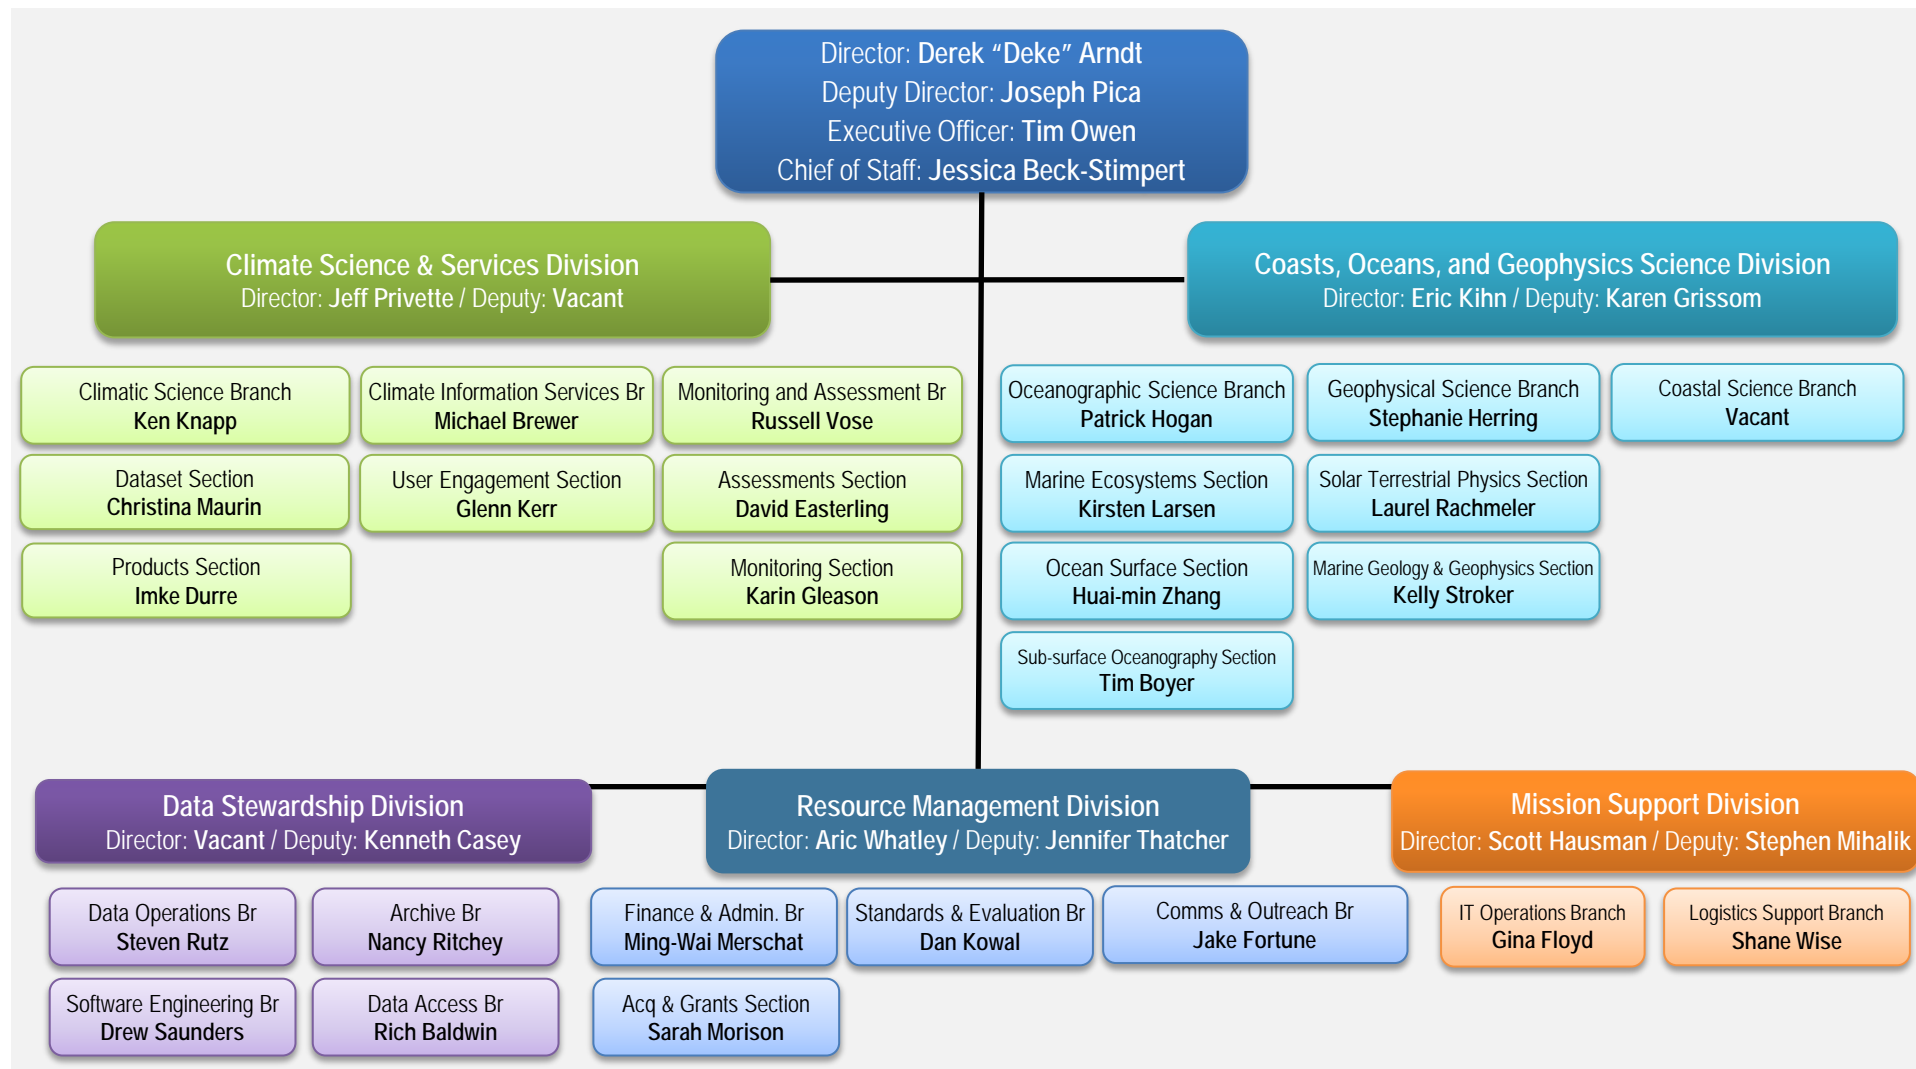 Director: Derek “Deke” Arndt
Deputy Director: Joseph Pica
Executive Officer: Tim Owen
Chief of Staff: Jessica Beck-Stimpert
Climate Science & Services Division
Director: Jeff Privette / Deputy: Vacant
Coasts, Oceans, and Geophysics Science Division
Director: Eric Kihn / Deputy: Karen Grissom
Climatic Science Branch
Ken Knapp
Climate Information Services Br
Michael Brewer
Monitoring and Assessment Br
Russell Vose
Dataset Section
Christina Maurin
User Engagement Section
Glenn Kerr
Assessments Section
David Easterling
Products Section
Imke Durre
Monitoring Section
Karin Gleason
Oceanographic Science Branch
Patrick Hogan
Geophysical Science Branch
Stephanie Herring
Coastal Science Branch
Vacant
Marine Ecosystems Section
Kirsten Larsen
Solar Terrestrial Physics Section
Laurel Rachmeler
Ocean Surface Section
Huai-min Zhang
Marine Geology & Geophysics Section
Kelly Stroker
Sub-surface Oceanography Section
Tim Boyer
Data Stewardship Division
Director: Vacant / Deputy: Kenneth Casey
Resource Management Division
Director: Aric Whatley / Deputy: Jennifer Thatcher
Mission Support Division
Director: Scott Hausman / Deputy: Stephen Mihalik
Data Operations Br
Steven Rutz
Archive Br
Nancy Ritchey
Software Engineering Br
Drew Saunders
Data Access Br
Rich Baldwin
Finance & Admin. Br
Ming-Wai Merschat
Standards & Evaluation Br
Dan Kowal
Comms & Outreach Br
Jake Fortune
Acq & Grants Section
Sarah Morison
IT Operations Branch
Gina Floyd
Logistics Support Branch
Shane Wise